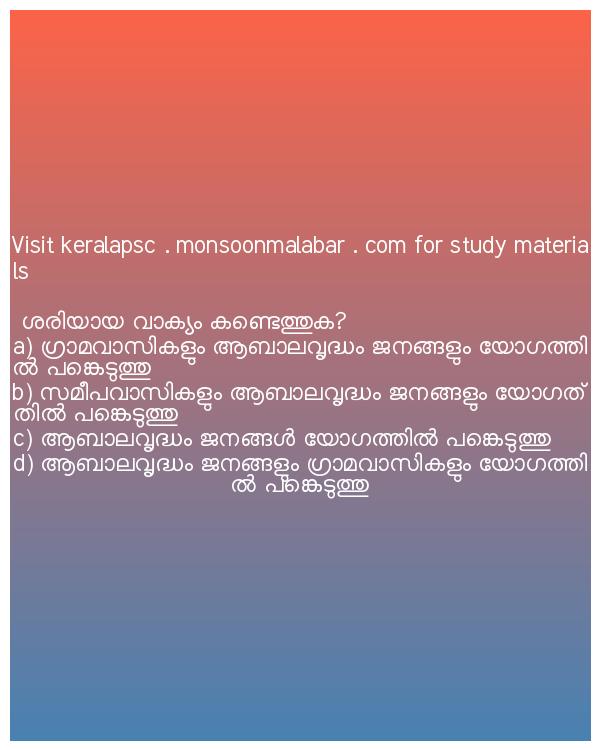 Visit keralapsc . monsoonmalabar . com for study materia
ls
ശരിയായ വാക്യം കണ്ടെത്തുക?
a) ഗ്രാമവാസികളും ആബാലവൃദ്ധം ജനങ്ങളും യോഗത്തി
ൽ പങ്കെടുത്തു
b) സമീപവാസികളും ആബാലവൃദ്ധം ജനങ്ങളും യോഗത്
തിൽ പങ്കെടുത്തു
c) ആബാലവൃദ്ധം ജനങ്ങൾ യോഗത്തിൽ പങ്കെടുത്തു
d) ആബാലവൃദ്ധം ജനങ്ങളും ഗ്രാമവാസികളും യോഗത്തി
ൽ പങ്കെടുത്തു